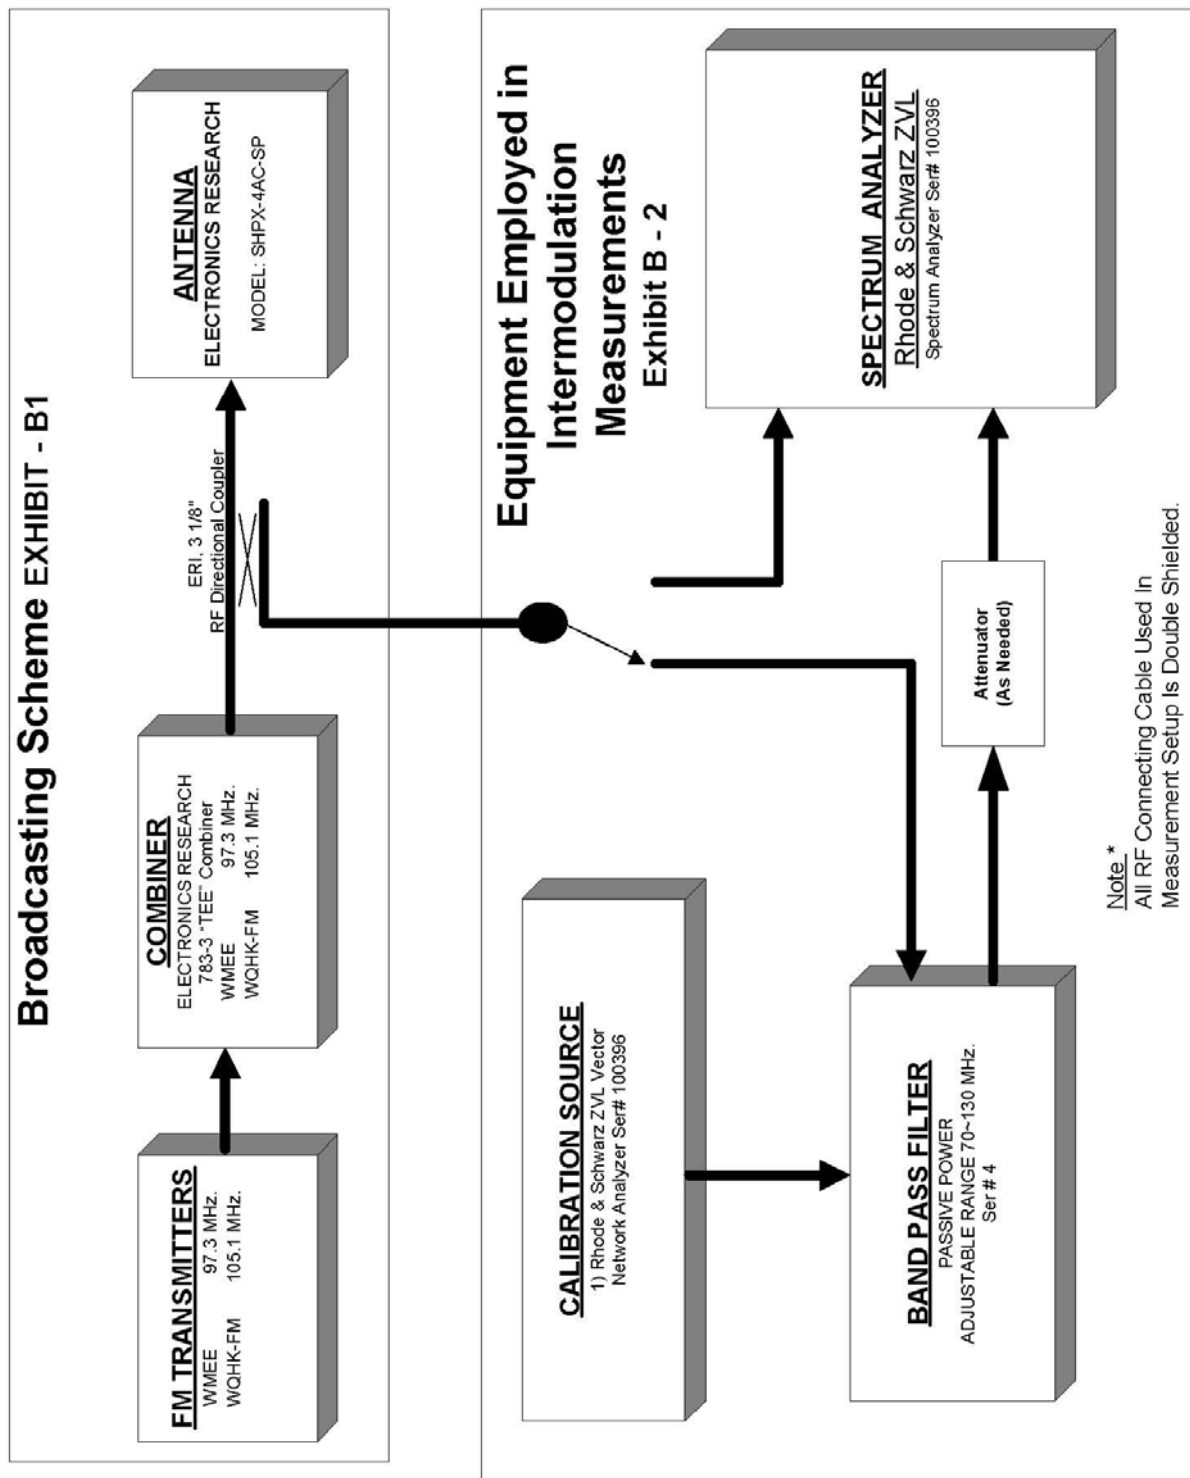 Broadcasting Scheme EXHIBIT - B1
FM TRANSMITTERS
WMEE 97.3 MHz.
WQHK-FM 105.1 MHz.
COMBINER
ELECTRONICS RESEARCH
783-3 "TEE" Combiner
WMEE 97.3 MHz.
WQHK-FM 105.1 MHz.
ERI, 3 1/8"
RF Directional Coupler
ANTENNA
ELECTRONICS RESEARCH
MODEL: SHPX-4AC-SP
Equipment Employed in
Intermodulation
Measurements
Exhibit B - 2
CALIBRATION SOURCE
1) Rhode & Schwarz ZVL Vector
Network Analyzer Ser# 100396
BAND PASS FILTER
PASSIVE POWER
ADJUSTABLE RANGE 70~130 MHz.
Ser # 4
Attenuator
(As Needed)
SPECTRUM ANALYZER
Rhode & Schwarz ZVL
Spectrum Analyzer Ser# 100396
Note *
All RF Connecting Cable Used In
Measurement Setup Is Double Shielded.